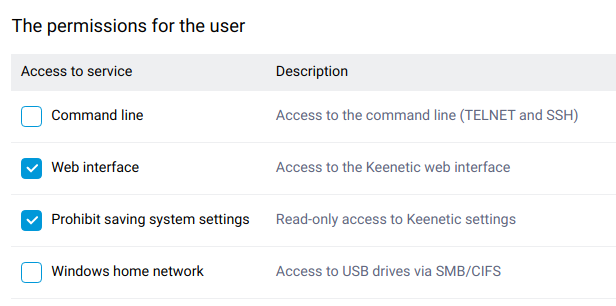 The permissions for the user
Access to service Description
Command line Access to the command line (TELNET and SSH)
Web interface Access to the Keenetic web interface
Prohibit saving system settings Read-only access to Keenetic settings
Windows home network Access to USB drives via SMB/CIFS